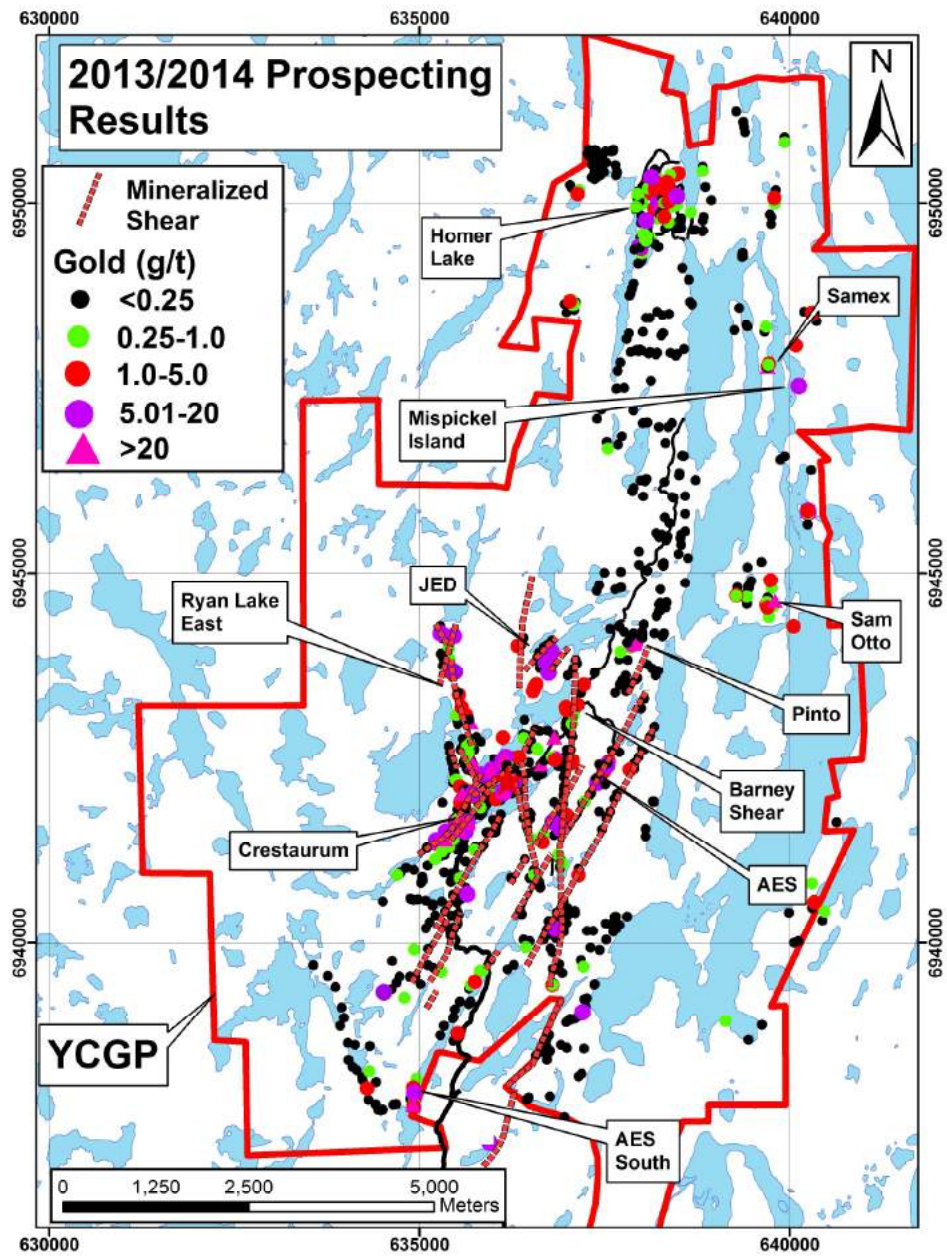 630000
635000
640000
2013/2014 Prospecting
Results
N
Mineralized
Shear
Gold (g/t)
<0.25
0.25-1.0
1.0-5.0
5.01-20
>20
6950000
6950000
Homer
Lake
Samex
Mispickel
Island
6945000
6945000
JED
Ryan Lake
East
Sam
Otto
Pinto
Barney
Shear
Crestaurum
AES
6940000
6940000
YCGP
AES
South
0
1,250
2,500
5,000
Meters
630000
635000
640000